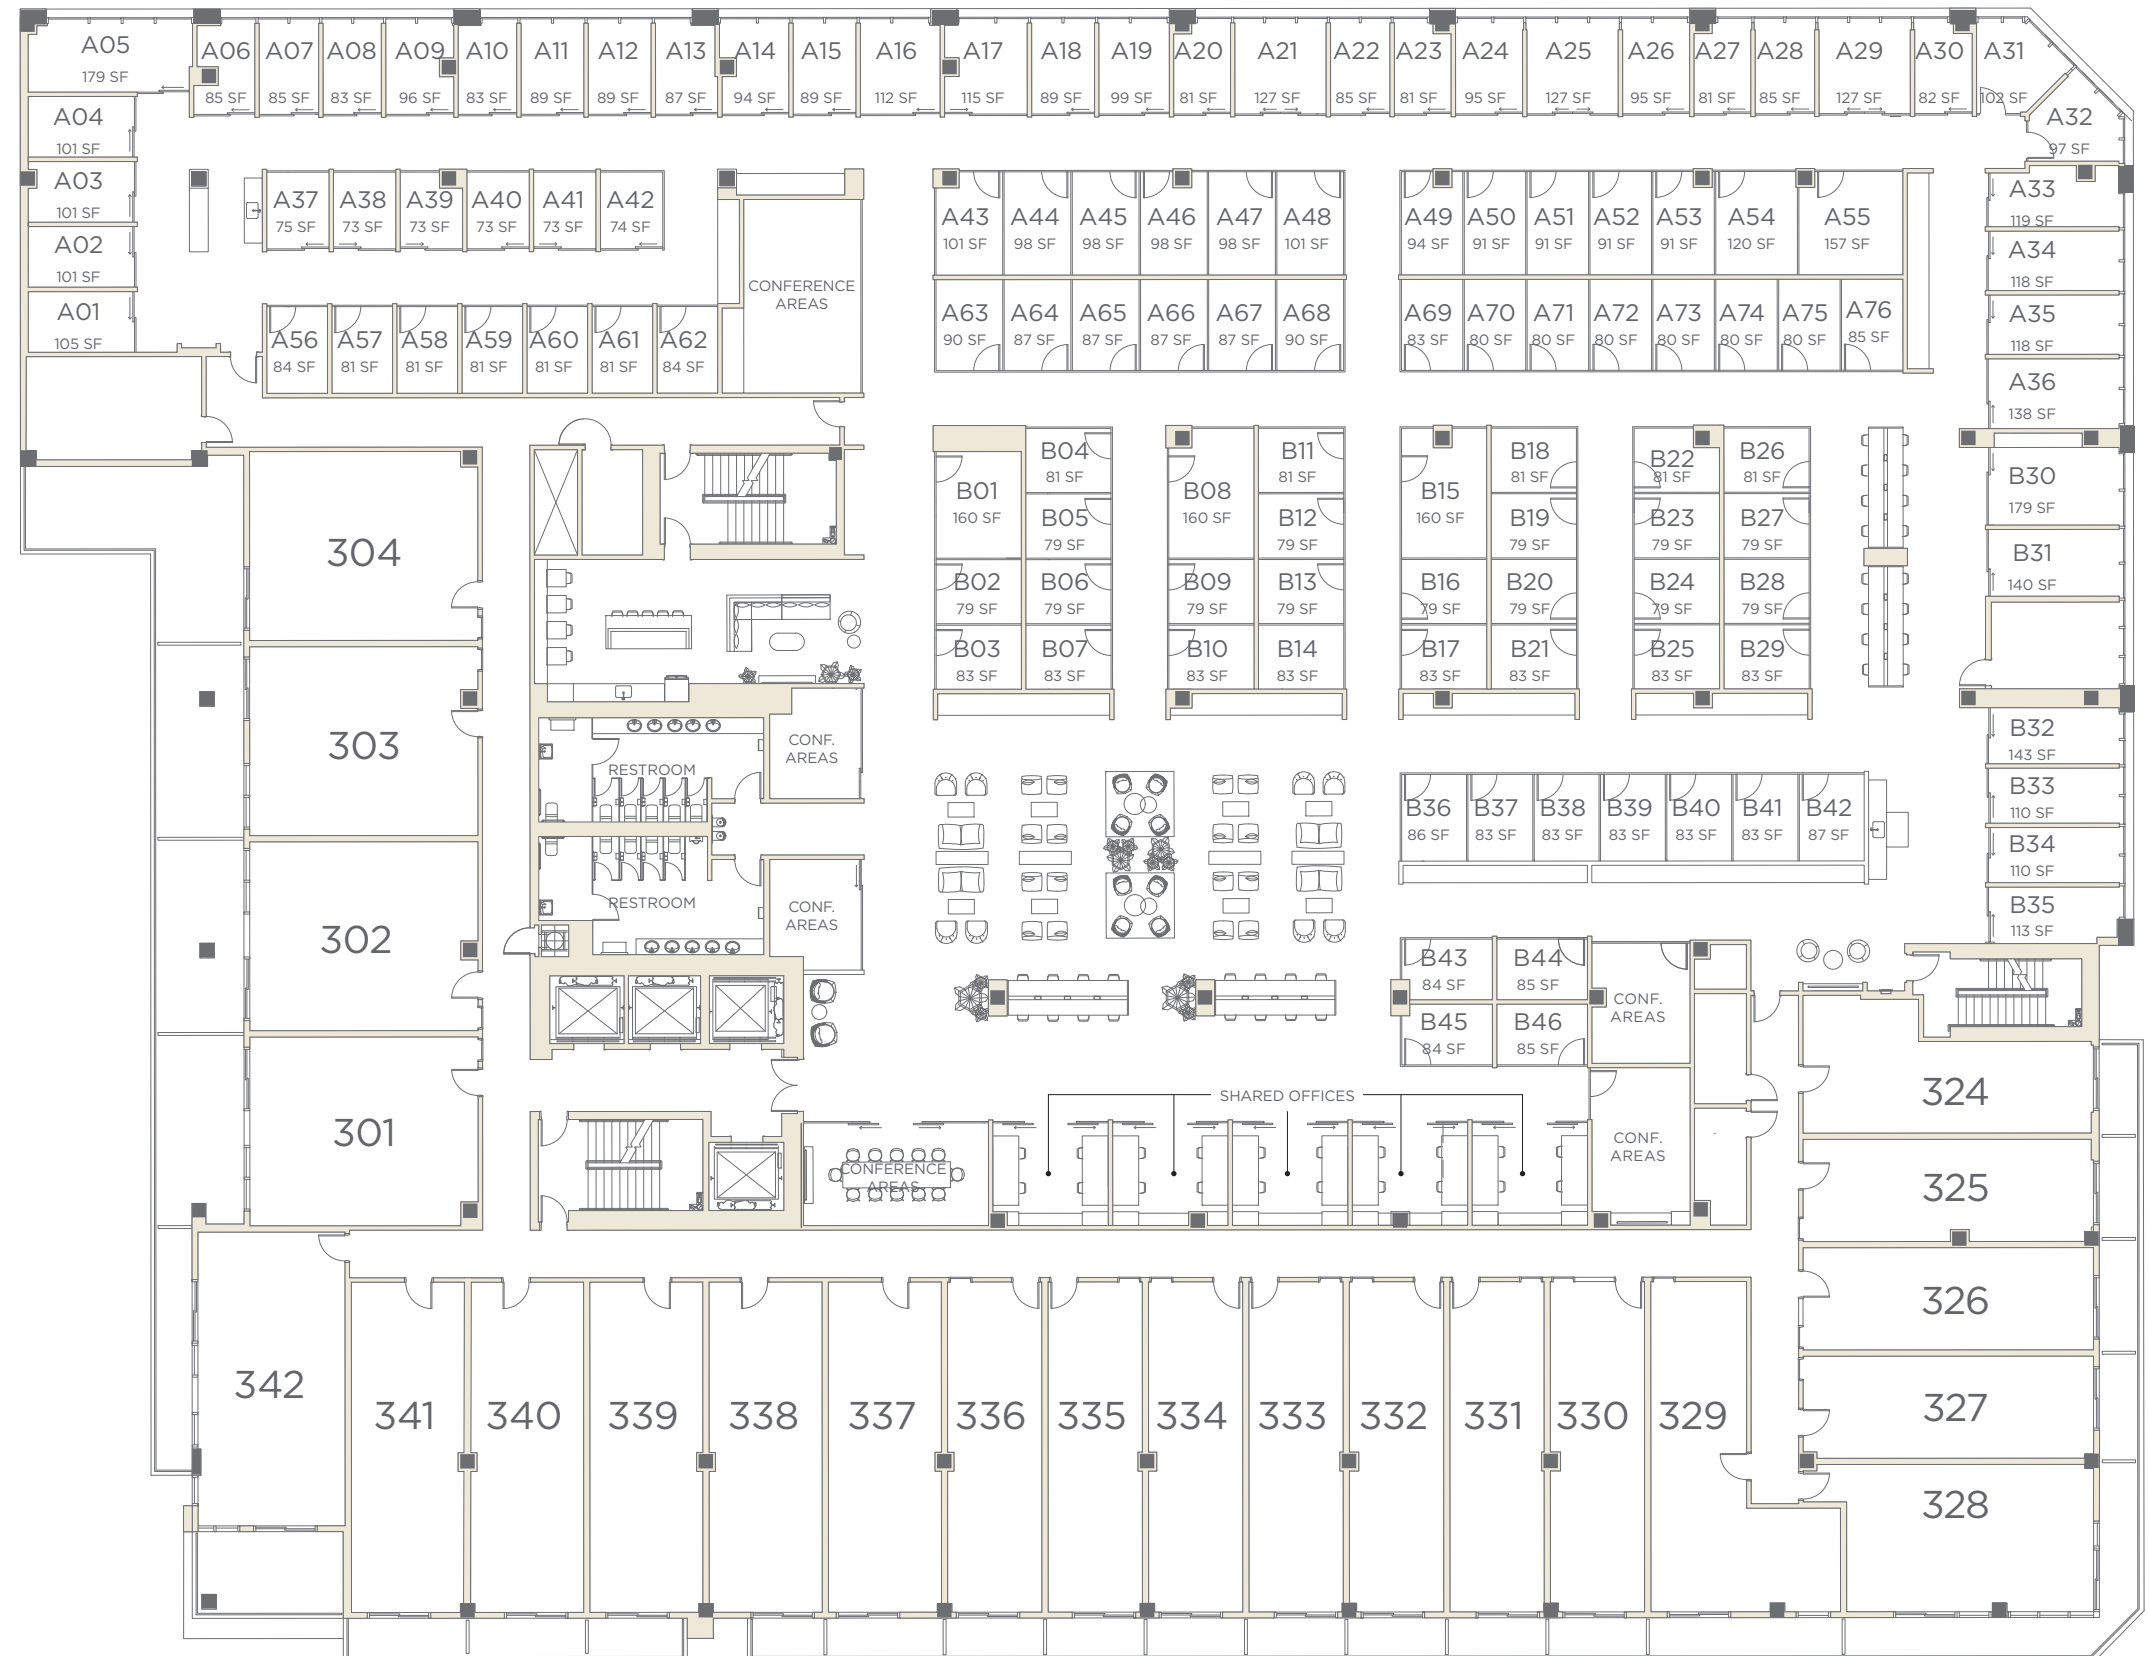 A05
179 SF
A06
85 SF
A07
85 SF
A08
83 SF
A09
96 SF
A10
83 SF
A11
89 SF
A12
89 SF
A13
87 SF
A14
94 SF
A15
89 SF
A16
112 SF
A17
115 SF
A18
89 SF
A19
99 SF
A20
81 SF
A21
127 SF
A22
85 SF
A23
81 SF
A24
95 SF
A25
127 SF
A26
95 SF
A27
81 SF
A28
85 SF
A29
127 SF
A30
82 SF
A31
102 SF
A32
97 SF
A04
101 SF
A03
101 SF
A02
101 SF
A01
105 SF
A37
75 SF
A38
73 SF
A39
73 SF
A40
73 SF
A41
73 SF
A42
74 SF
CONFERENCE
AREAS
A43
101 SF
A44
98 SF
A45
98 SF
A46
98 SF
A47
98 SF
A48
101 SF
A49
94 SF
A50
91 SF
A51
91 SF
A52
91 SF
A53
91 SF
A54
120 SF
A55
157 SF
A33
119 SF
A34
118 SF
A35
118 SF
A36
138 SF
A56
84 SF
A57
81 SF
A58
81 SF
A59
81 SF
A60
81 SF
A61
81 SF
A62
84 SF
A63
90 SF
A64
87 SF
A65
87 SF
A66
87 SF
A67
87 SF
A68
90 SF
A69
83 SF
A70
80 SF
A71
80 SF
A72
80 SF
A73
80 SF
A74
80 SF
A75
80 SF
A76
85 SF
B01
160 SF
B02
79 SF
B03
83 SF
B04
81 SF
B05
79 SF
B06
79 SF
B07
83 SF
B08
160 SF
B09
79 SF
B10
83 SF
B11
81 SF
B12
79 SF
B13
79 SF
B14
83 SF
B15
160 SF
B16
79 SF
B17
83 SF
B18
81 SF
B19
79 SF
B20
79 SF
B21
83 SF
B22
81 SF
B23
79 SF
B24
79 SF
B25
83 SF
B26
81 SF
B27
79 SF
B28
79 SF
B29
83 SF
B30
179 SF
B31
140 SF
B32
143 SF
B33
110 SF
B34
110 SF
B35
113 SF
304
303
302
301
CONF.
AREAS
RESTROOM
RESTROOM
CONF.
AREAS
B36
86 SF
B37
83 SF
B38
83 SF
B39
83 SF
B40
83 SF
B41
83 SF
B42
87 SF
B43
84 SF
B44
85 SF
B45
84 SF
B46
85 SF
CONF.
AREAS
SHARED OFFICES
CONFERENCE
AREAS
CONF.
AREAS
324
325
326
327
328
342
341
340
339
338
337
336
335
334
333
332
331
330
329